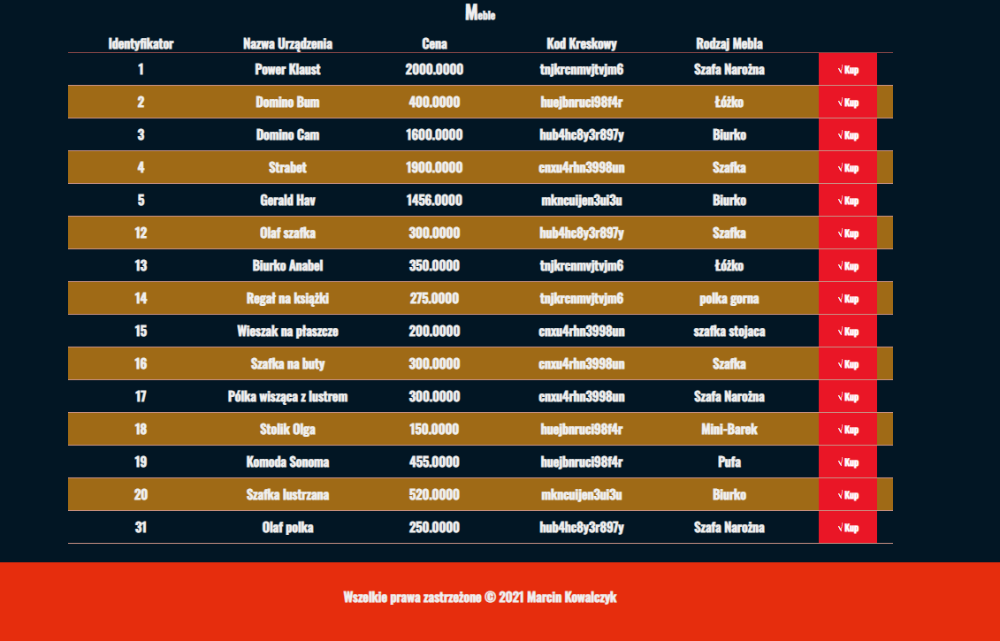 Meble
Identyfikator Nazwa Urządzenia Cena Kod Kreskowy Rodzaj Mebla
1 Power Klaust 2000.0000 tnjkrcnmvjtvjm6 Szafa Narożna √ Kup
2 Domino Bum 400.0000 huejbnruci98f4r Łóżko √ Kup
3 Domino Cam 1600.0000 hub4hc8y3r897y Biurko √ Kup
4 Strabet 1900.0000 cnxu4rhn3998un Szafka √ Kup
5 Gerald Hav 1456.0000 mkncuijen3ui3u Biurko √ Kup
12 Olaf szafka 300.0000 hub4hc8y3r897y Szafka √ Kup
13 Biurko Anabel 350.0000 tnjkrcnmvjtvjm6 Łóżko √ Kup
14 Regał na książki 275.0000 tnjkrcnmvjtvjm6 polka gorna √ Kup
15 Wieszak na płaszcze 200.0000 cnxu4rhn3998un szafka stojaca √ Kup
16 Szafka na buty 300.0000 cnxu4rhn3998un Szafka √ Kup
17 Półka wisząca z lustrem 300.0000 cnxu4rhn3998un Szafa Narożna √ Kup
18 Stolik Olga 150.0000 huejbnruci98f4r Mini-Barek √ Kup
19 Komoda Sonoma 455.0000 huejbnruci98f4r Pufa √ Kup
20 Szafka lustrzana 520.0000 mkncuijen3ui3u Biurko √ Kup
31 Olaf polka 250.0000 hub4hc8y3r897y Szafa Narożna √ Kup
Wszelkie prawa zastrzeżone © 2021 Marcin Kowalczyk